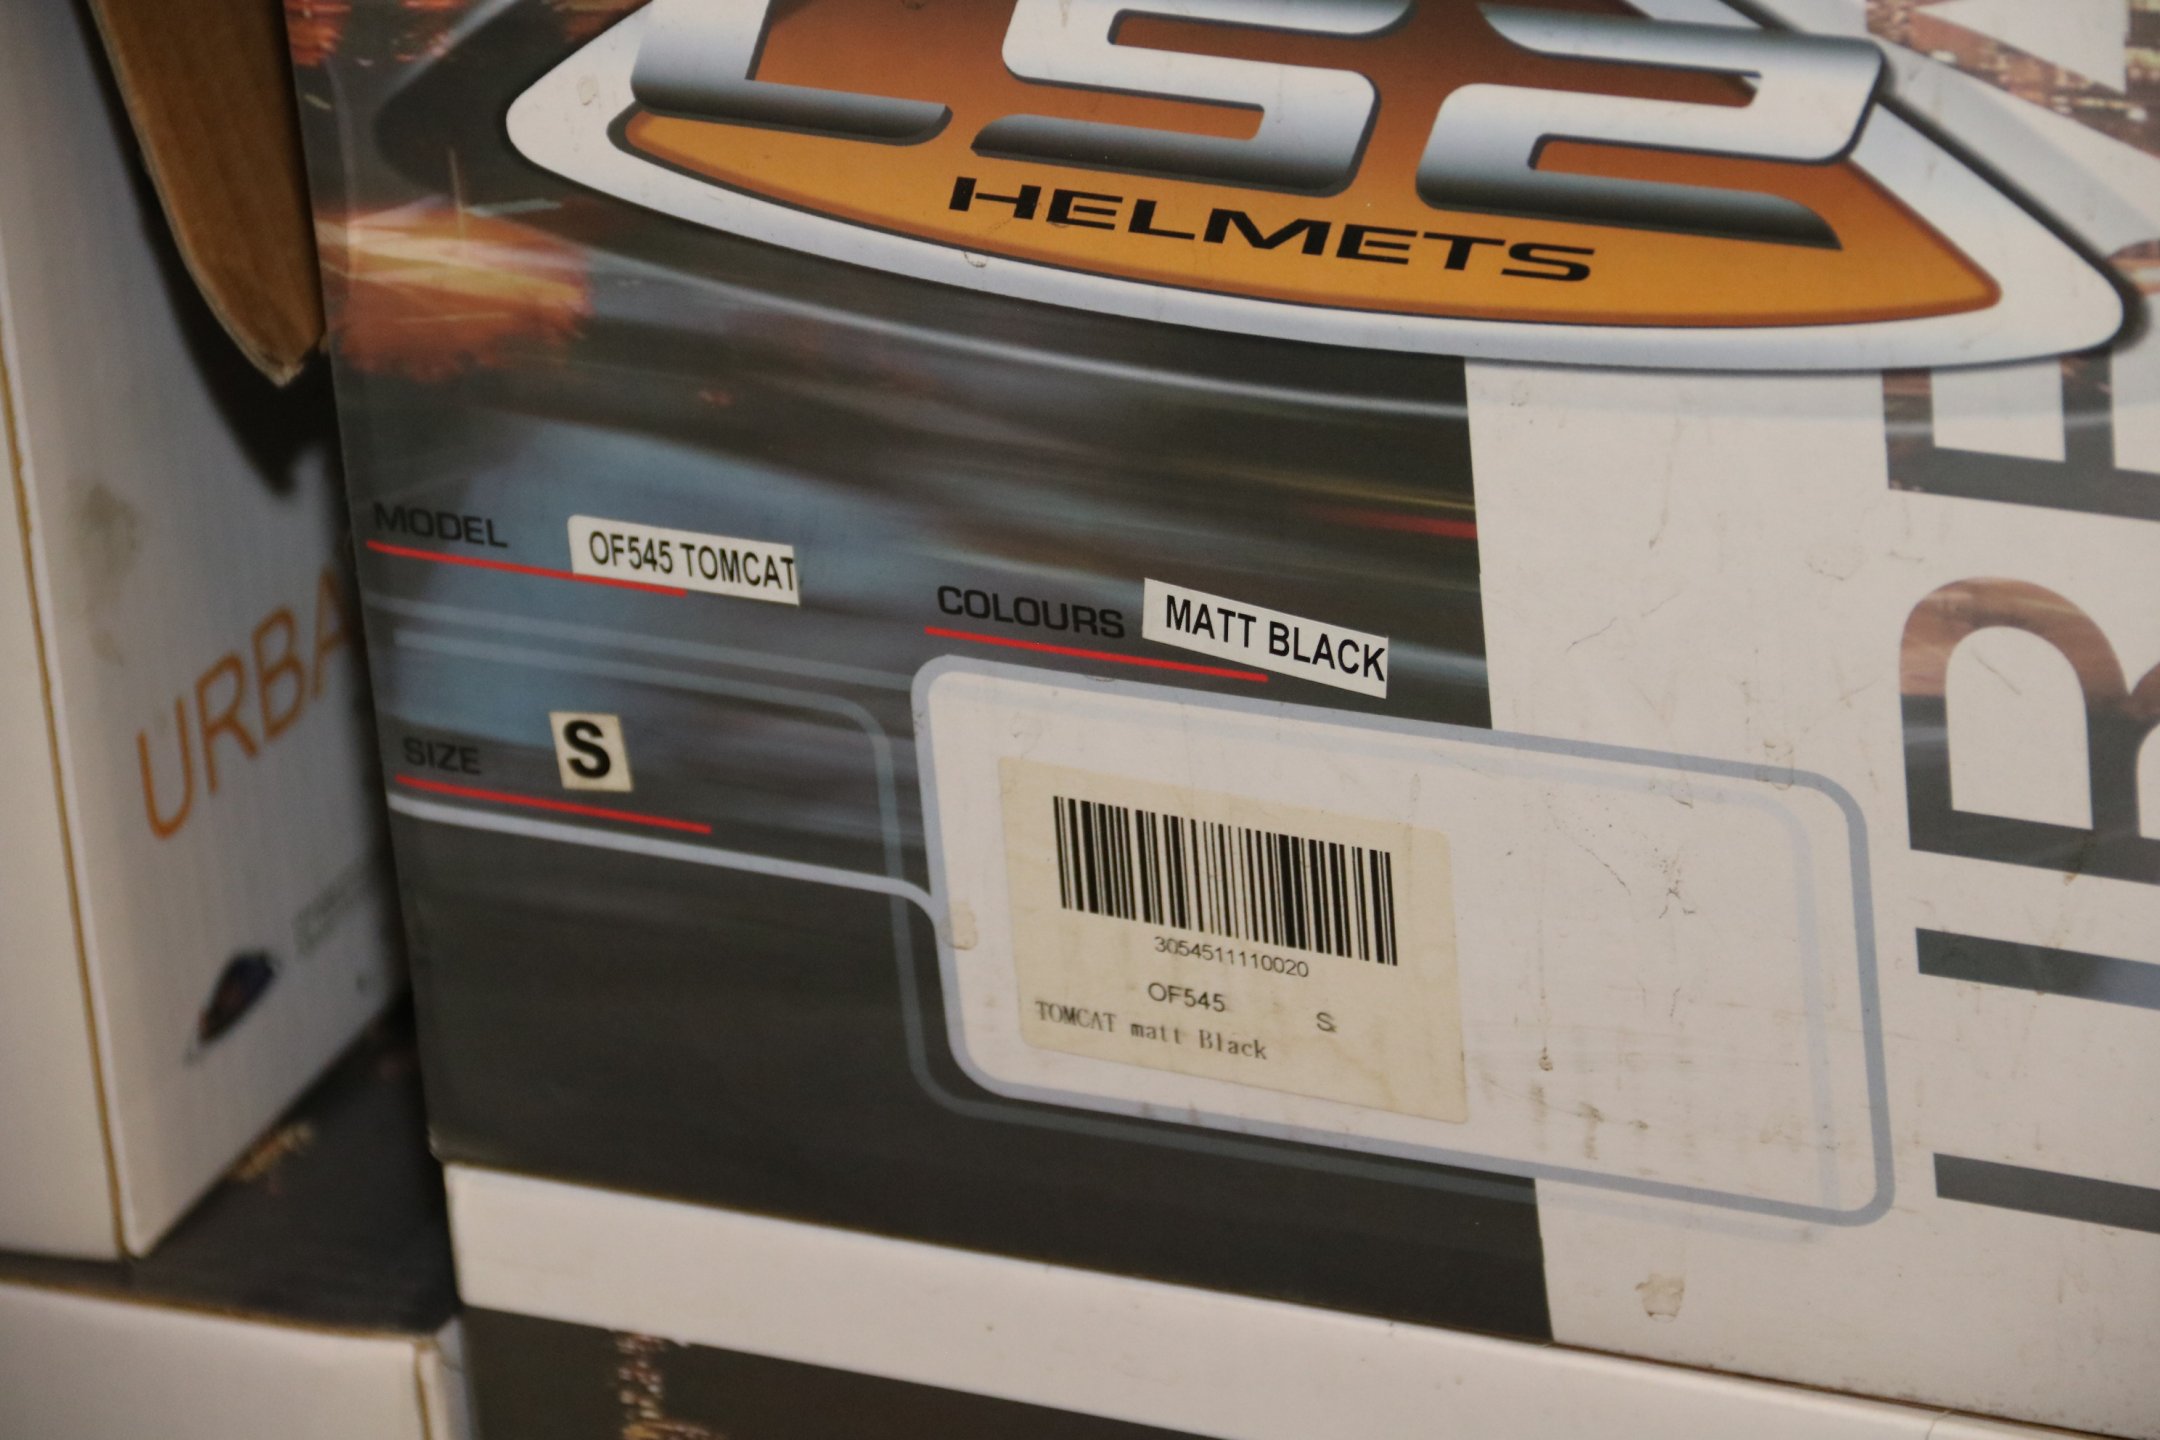 LS2
HELMETS
MODEL OF545 TOMCAT
COLOURS MATT BLACK
SIZE S
3054511110020
OF545 S
TOMCAT matt Black
URBA